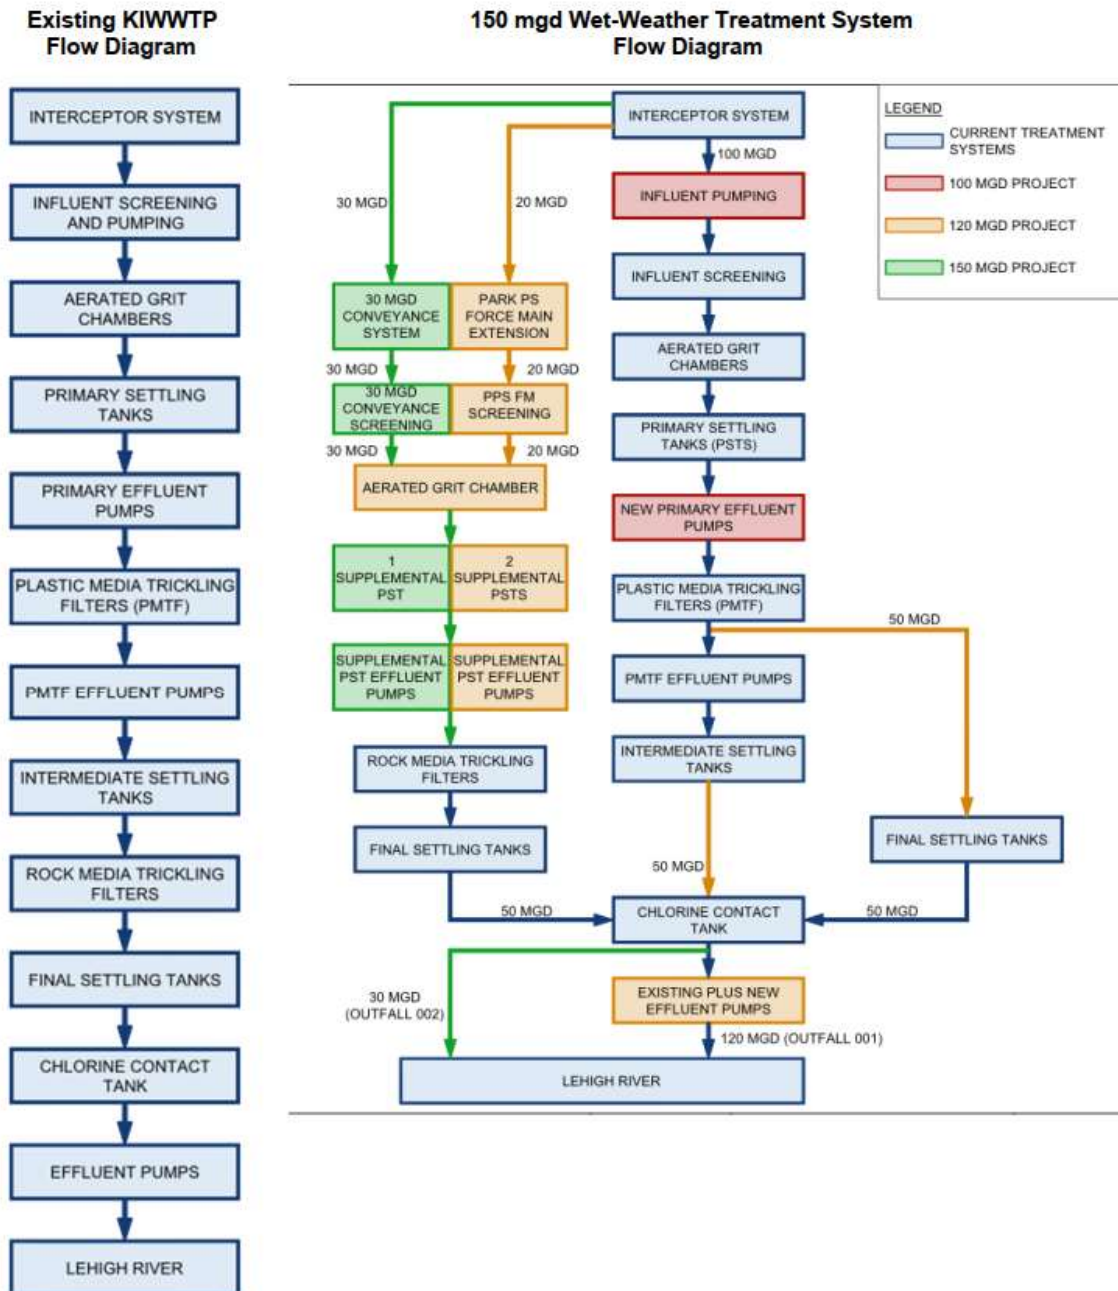 Existing KIWWTP
Flow Diagram
INTERCEPTOR SYSTEM
INFLUENT SCREENING
AND PUMPING
AERATED GRIT
CHAMBERS
PRIMARY SETTLING
TANKS
PRIMARY EFFLUENT
PUMPS
PLASTIC MEDIA TRICKLING
FILTERS (PMTF)
PMTF EFFLUENT PUMPS
INTERMEDIATE SETTLING
TANKS
ROCK MEDIA TRICKLING
FILTERS
FINAL SETTLING TANKS
CHLORINE CONTACT
TANK
EFFLUENT PUMPS
LEHIGH RIVER
150 mgd Wet-Weather Treatment System
Flow Diagram
INTERCEPTOR SYSTEM
100 MGD
INFLUENT PUMPING
30 MGD
20 MGD
INFLUENT SCREENING
30 MGD
CONVEYANCE
SYSTEM
PARK PS
FORCE MAIN
EXTENSION
AERATED GRIT
CHAMBERS
30 MGD
20 MGD
30 MGD
CONVEYANCE
SCREENING
PPS FM
SCREENING
PRIMARY SETTLING
TANKS (PSTS)
30 MGD
20 MGD
AERATED GRIT CHAMBER
NEW PRIMARY EFFLUENT
PUMPS
1
SUPPLEMENTAL
PST
2
SUPPLEMENTAL
PSTS
PLASTIC MEDIA TRICKLING
FILTERS (PMTF)
50 MGD
SUPPLEMENTAL
PST EFFLUENT
PUMPS
SUPPLEMENTAL
PST EFFLUENT
PUMPS
PMTF EFFLUENT PUMPS
ROCK MEDIA TRICKLING
FILTERS
INTERMEDIATE SETTLING
TANKS
FINAL SETTLING TANKS
FINAL SETTLING TANKS
50 MGD
50 MGD
CHLORINE CONTACT
TANK
50 MGD
30 MGD
(OUTFALL 002)
EXISTING PLUS NEW
EFFLUENT PUMPS
120 MGD (OUTFALL 001)
LEHIGH RIVER
LEGEND
CURRENT TREATMENT
SYSTEMS
100 MGD PROJECT
120 MGD PROJECT
150 MGD PROJECT